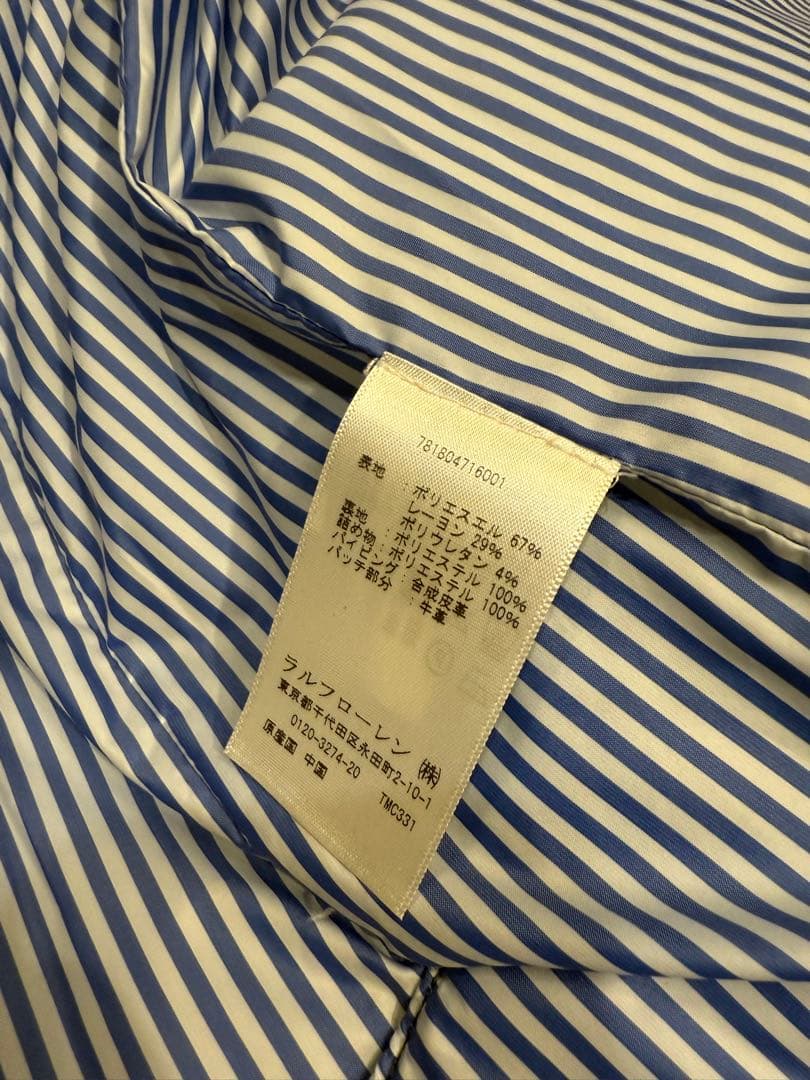 781804716001
表地 : ポリエスエル 67%
レーヨン 29%
ポリウレタン 4%
裏地 : ポリエステル 100%
詰め物 : ポリエステル 100%
パイピング : 合成皮革
パッチ部分 : 牛革
ラルフローレン ㈱
東京都千代田区永田町2-10-1
0120-3274-20
原産国 中国
TMC331